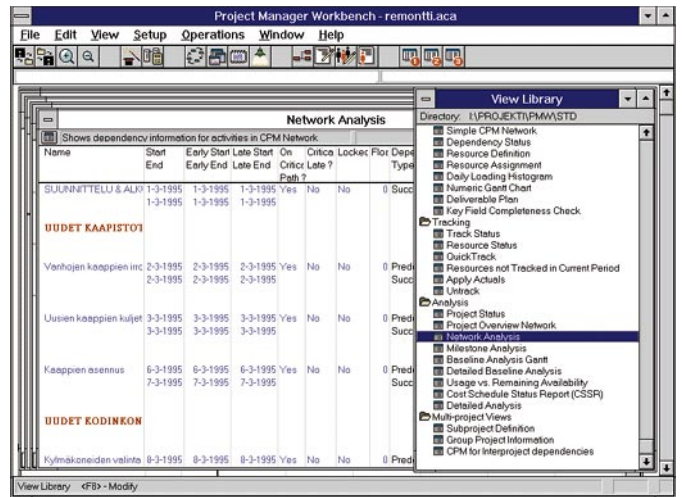 Project Manager Workbench - remontti.aca
File Edit View Setup Operations Window Help
View Library
Directory: I:\PROJEKTI\PMW\STD
Simple CPM Network
Dependency Status
Resource Definition
Resource Assignment
Daily Loading Histogram
Numeric Gantt Chart
Deliverable Plan
Key Field Completeness Check
Tracking
Track Status
Resource Status
QuickTrack
Resources not Tracked in Current Period
Apply Actuals
Untrack
Analysis
Project Status
Project Overview Network
Network Analysis
Milestone Analysis
Baseline Analysis Gantt
Detailed Baseline Analysis
Usage vs. Remaining Availability
Cost Schedule Status Report (CSSR)
Detailed Analysis
Multi-project Views
Subproject Definition
Group Project Information
CPM for Interproject dependencies
Network Analysis
Shows dependency information for activities in CPM Network
Name Start Early Start Late Start On Critica Locked Floa Depe
End Early End Late End Critica Late ? Type
Path ?
SUUNNITTELU & ALK 1-3-1995 1-3-1995 1-3-1995 Yes No No 0 Succ
1-3-1995 1-3-1995 1-3-1995
UUDET KAAPISTOT
Vanhojen kaappien irro 2-3-1995 2-3-1995 2-3-1995 Yes No No 0 Prede
2-3-1995 2-3-1995 2-3-1995 Succ
Uusien kaappien kuljet 3-3-1995 3-3-1995 3-3-1995 Yes No No 0 Prede
3-3-1995 3-3-1995 3-3-1995 Succ
Kaappien asennus 6-3-1995 6-3-1995 6-3-1995 Yes No No 0 Prede
7-3-1995 7-3-1995 7-3-1995 Succ
UUDET KODINKON
Kylmäkoneiden valinta 8-3-1995 8-3-1995 8-3-1995 Yes No No 0 Prede
View Library <F8> - Modify